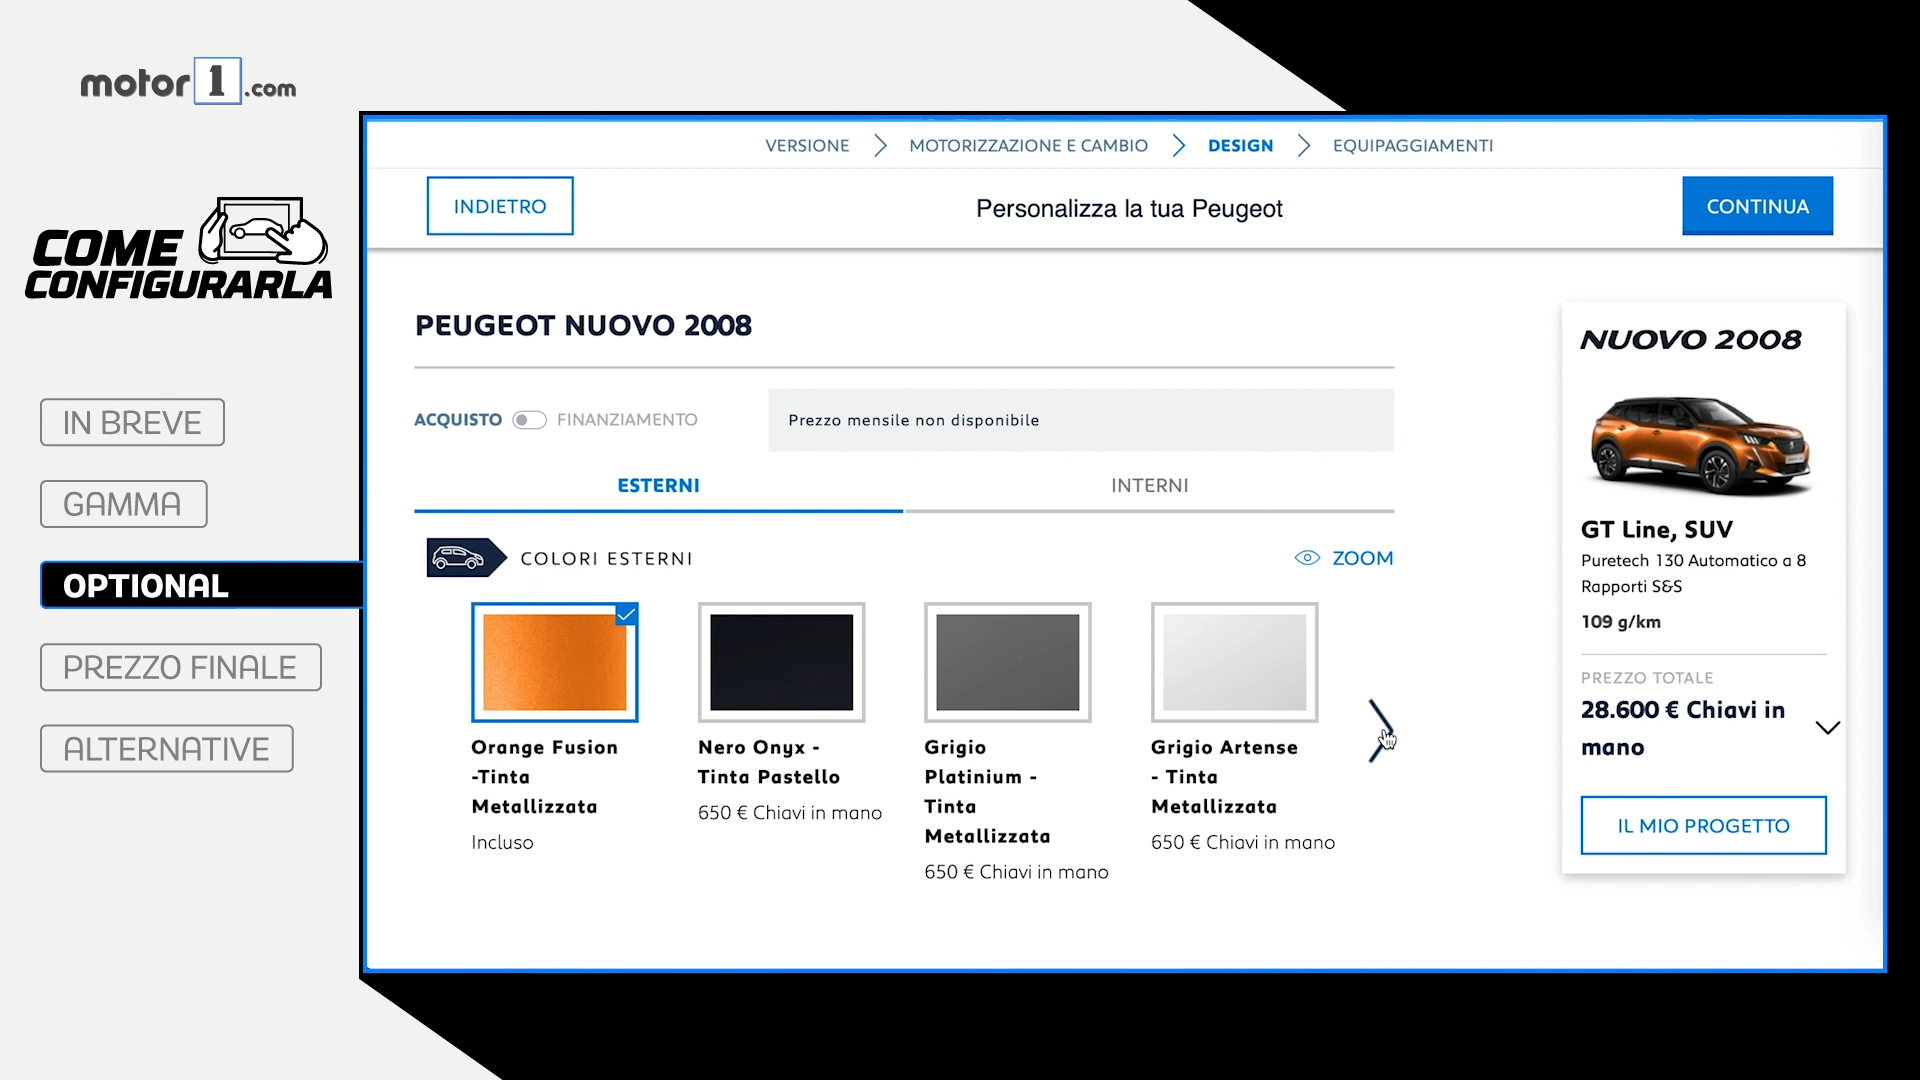 motor1.com
COME
CONFIGURARLA
IN BREVE
GAMMA
OPTIONAL
PREZZO FINALE
ALTERNATIVE
VERSIONE
MOTORIZZAZIONE E CAMBIO
DESIGN
EQUIPAGGIAMENTI
INDIETRO
Personalizza la tua Peugeot
CONTINUA
PEUGEOT NUOVO 2008
ACQUISTO
FINANZIAMENTO
Prezzo mensile non disponibile
ESTERNI
INTERNI
COLORI ESTERNI
ZOOM
Orange Fusion
-Tinta
Metallizzata
Incluso
Nero Onyx -
Tinta Pastello
650 € Chiavi in mano
Grigio
Platinium -
Tinta
Metallizzata
650 € Chiavi in mano
Grigio Artense
- Tinta
Metallizzata
650 € Chiavi in mano
NUOVO 2008
GT Line, SUV
Puretech 130 Automatico a 8
Rapporti S&S
109 g/km
PREZZO TOTALE
28.600 € Chiavi in
mano
IL MIO PROGETTO